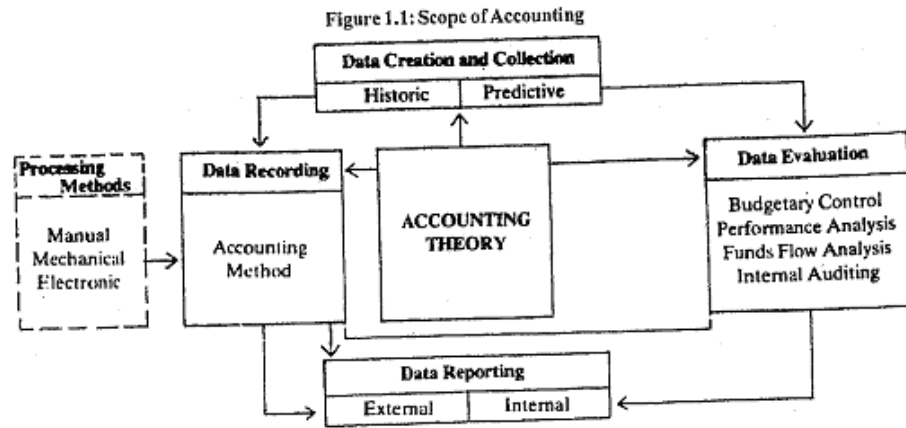 Figure 1.1: Scope of Accounting
Data Creation and Collection
Historic
Predictive
Processing
Methods
Manual
Mechanical
Electronic
Data Recording
Accounting
Method
ACCOUNTING
THEORY
Data Evaluation
Budgetary Control
Performance Analysis
Funds Flow Analysis
Internal Auditing
Data Reporting
External
Internal